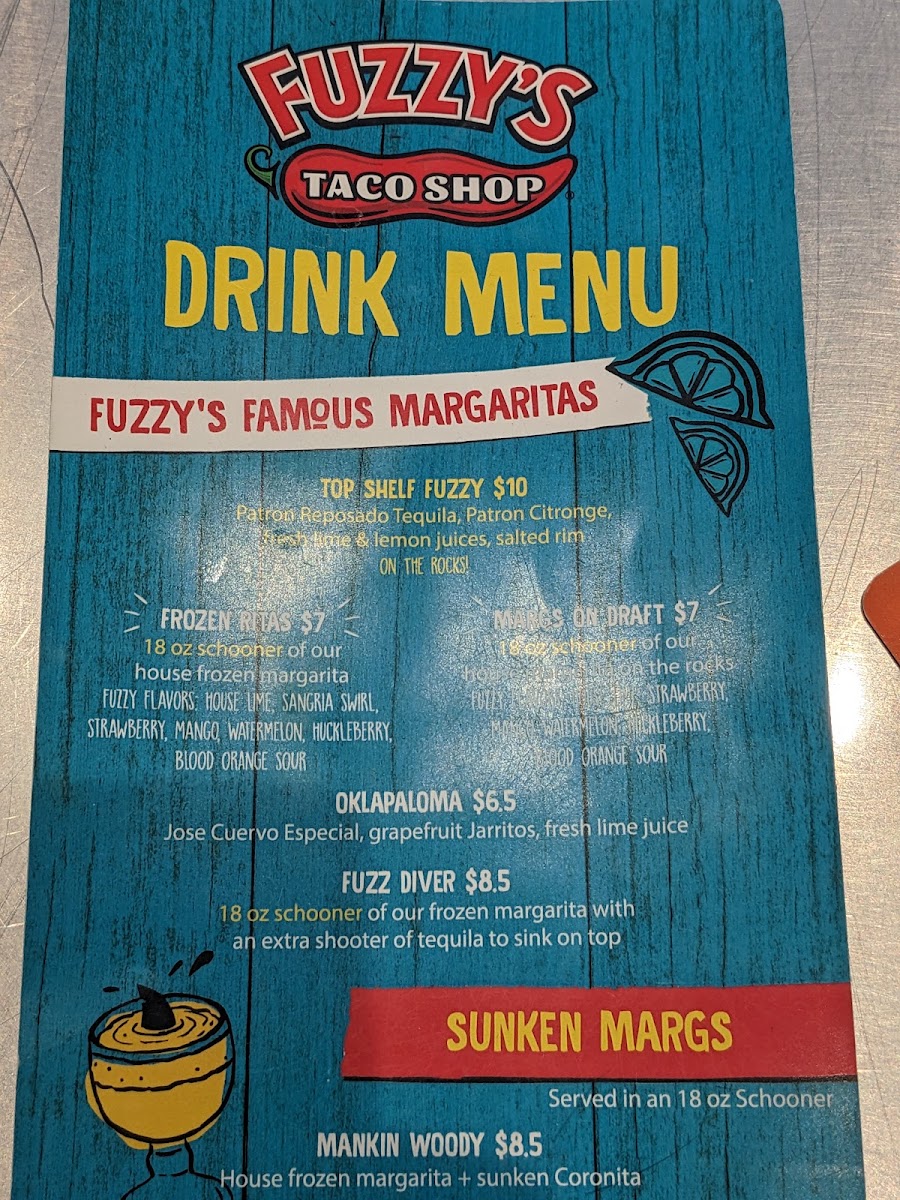 FUZZY'S
TACO SHOP
DRINK MENU
FUZZY'S FAMOUS MARGARITAS
TOP SHELF FUZZY $10
Patron Reposado Tequila, Patron Citronge,
fresh lime & lemon juices, salted rim
ON THE ROCKS!
FROZEN RITAS $7
18 oz schooner of our
house frozen margarita
FUZZY FLAVORS: HOUSE LIME, SANGRIA SWIRL,
STRAWBERRY, MANGO, WATERMELON, HUCKLEBERRY,
BLOOD ORANGE SOUR
MARGS ON DRAFT $7
18 oz schooner of our
house on the rocks
FUZZY STRAWBERRY,
MANGO, WATERMELON, HUCKLEBERRY,
BLOOD ORANGE SOUR
OKLAPALOMA $6.5
Jose Cuervo Especial, grapefruit Jarritos, fresh lime juice
FUZZ DIVER $8.5
18 oz schooner of our frozen margarita with
an extra shooter of tequila to sink on top
SUNKEN MARGS
Served in an 18 oz Schooner
MANKIN WOODY $8.5
House frozen margarita + sunken Coronita